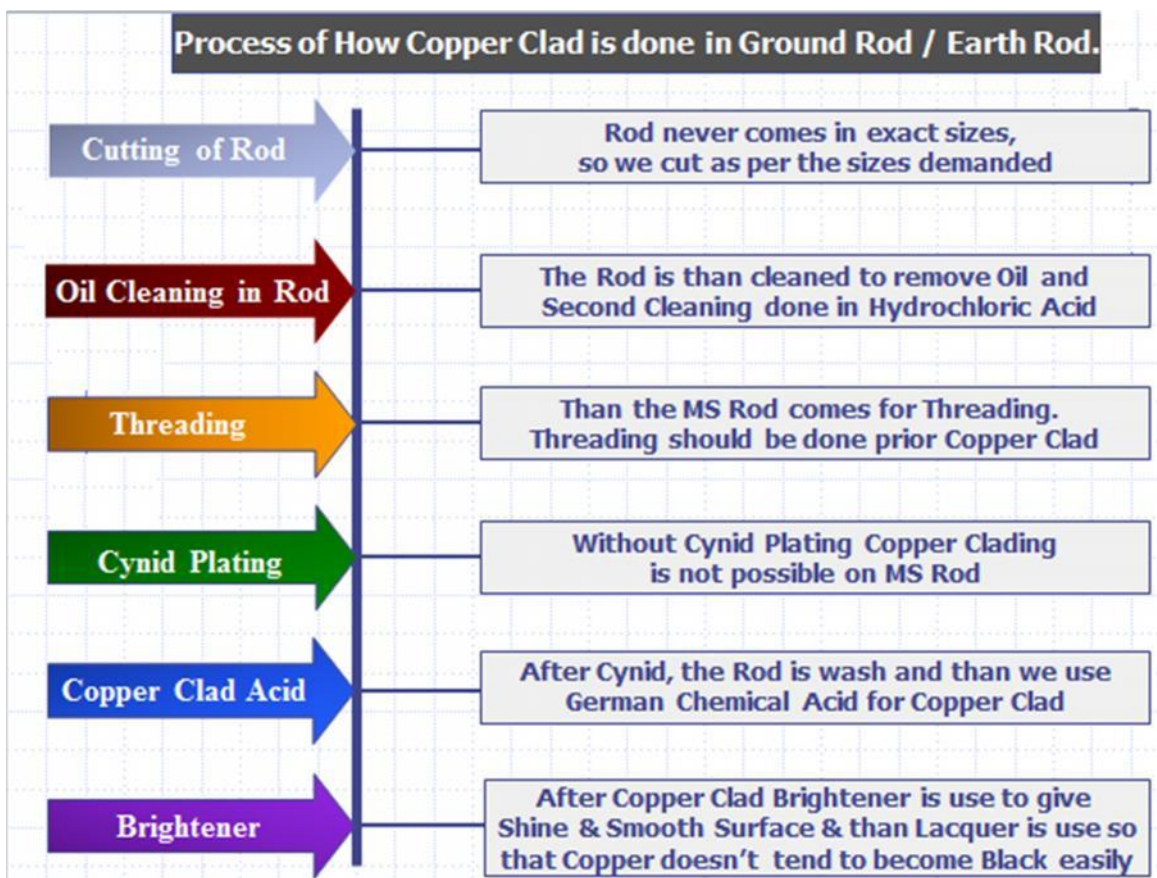 Process of How Copper Clad is done in Ground Rod / Earth Rod.
Cutting of Rod
Rod never comes in exact sizes,
so we cut as per the sizes demanded
Oil Cleaning in Rod
The Rod is than cleaned to remove Oil and
Second Cleaning done in Hydrochloric Acid
Threading
Than the MS Rod comes for Threading.
Threading should be done prior Copper Clad
Cynid Plating
Without Cynid Plating Copper Clading
is not possible on MS Rod
Copper Clad Acid
After Cynid, the Rod is wash and than we use
German Chemical Acid for Copper Clad
Brightener
After Copper Clad Brightener is use to give
Shine & Smooth Surface & than Lacquer is use so
that Copper doesn't tend to become Black easily